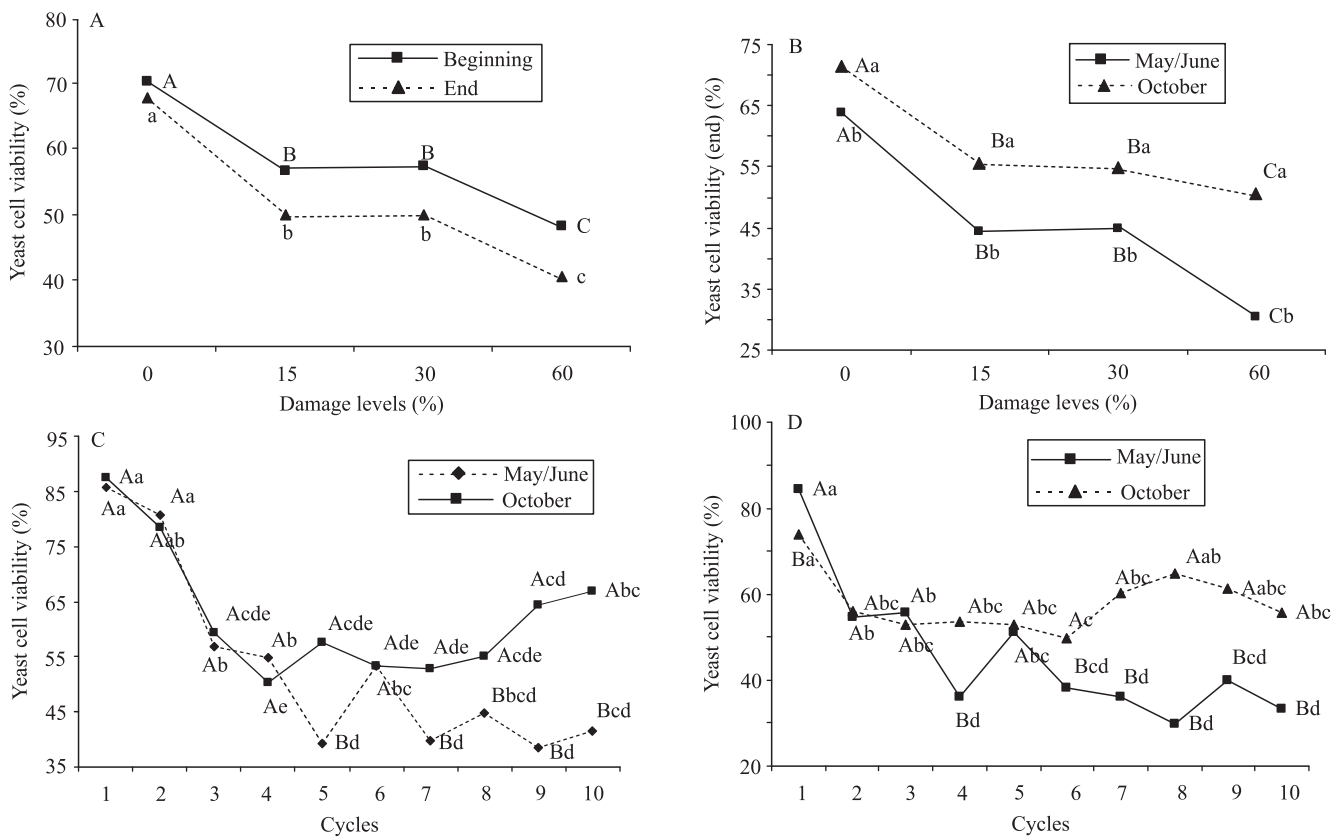 A
Yeast cell viability (%)
80
70
60
50
40
30
Beginning
End
A
a
B
b
B
b
C
c
0 15 30 60
Damage levels (%)
B
Yeast cell viability (end) (%)
75
65
55
45
35
25
May/June
October
Aa
Ab
Ba
Bb
Ba
Bb
Ca
Cb
0 15 30 60
Damage leves (%)
C
Yeast cell viability (%)
95
85
75
65
55
45
35
May/June
October
Aa
Aa
Aa
Aab
Acde
Ab
Ab
Ae
Acde
Bd
Ade
Abc
Ade
Bd
Acde
Bbcd
Acd
Bd
Abc
Bcd
1 2 3 4 5 6 7 8 9 10
Cycles
D
Yeast cell viability (%)
100
80
60
40
20
May/June
October
Aa
Ba
Abc
Ab
Ab
Abc
Abc
Bd
Abc
Abc
Ac
Bcd
Abc
Bd
Aab
Bd
Aabc
Bcd
Abc
Bd
1 2 3 4 5 6 7 8 9 10
Cycles